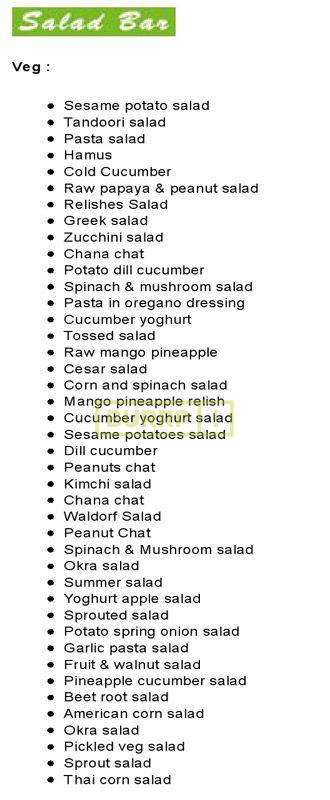 Salad Bar
Veg :
Sesame potato salad
Tandoori salad
Pasta salad
Hamus
Cold Cucumber
Raw papaya & peanut salad
Relishes Salad
Greek salad
Zucchini salad
Chana chat
Potato dill cucumber
Spinach & mushroom salad
Pasta in oregano dressing
Cucumber yoghurt
Tossed salad
Raw mango pineapple
Cesar salad
Corn and spinach salad
Mango pineapple relish
Cucumber yoghurt salad
Sesame potatoes salad
Dill cucumber
Peanuts chat
Kimchi salad
Chana chat
Waldorf Salad
Peanut Chat
Spinach & Mushroom salad
Okra salad
Summer salad
Yoghurt apple salad
Sprouted salad
Potato spring onion salad
Garlic pasta salad
Fruit & walnut salad
Pineapple cucumber salad
Beet root salad
American corn salad
Okra salad
Pickled veg salad
Sprout salad
Thai corn salad